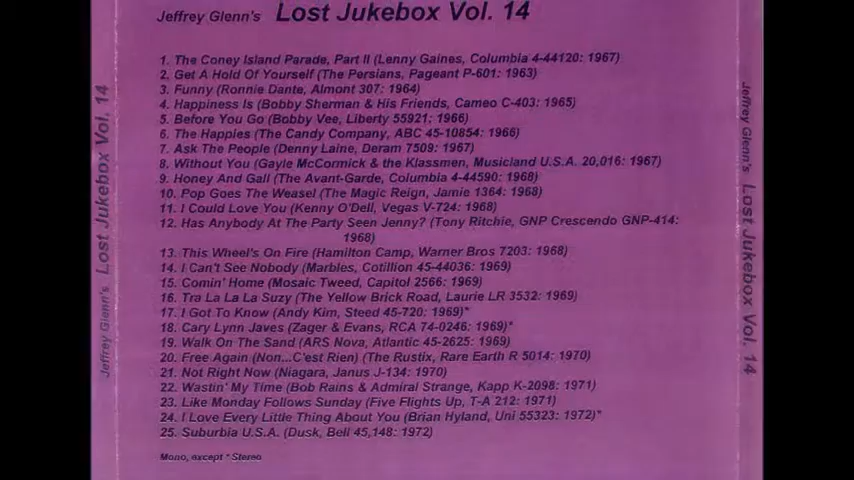 Jeffrey Glenn's Lost Jukebox Vol. 14
1. The Coney Island Parade, Part II (Lenny Gaines, Columbia 4-44120: 1967)
2. Get A Hold Of Yourself (The Persians, Pageant P-601: 1963)
3. Funny (Ronnie Dante, Almont 307: 1964)
4. Happiness Is (Bobby Sherman & His Friends, Cameo C-403: 1965)
5. Before You Go (Bobby Vee, Liberty 55921: 1966)
6. The Happies (The Candy Company, ABC 45-10854: 1966)
7. Ask The People (Denny Laine, Deram 7509: 1967)
8. Without You (Gayle McCormick & the Klassmen, Musicland U.S.A. 20,016: 1967)
9. Honey And Gall (The Avant-Garde, Columbia 4-44590: 1968)
10. Pop Goes The Weasel (The Magic Reign, Jamie 1364: 1968)
11. I Could Love You (Kenny O'Dell, Vegas V-724: 1968)
12. Has Anybody At The Party Seen Jenny? (Tony Ritchie, GNP Crescendo GNP-414:
1968)
13. This Wheel's On Fire (Hamilton Camp, Warner Bros 7203: 1968)
14. I Can't See Nobody (Marbles, Cotillion 45-44036: 1969)
15. Comin' Home (Mosaic Tweed, Capitol 2566: 1969)
16. Tra La La La Suzy (The Yellow Brick Road, Laurie LR 3532: 1969)
17. I Got To Know (Andy Kim, Steed 45-720: 1969)*
18. Cary Lynn Javes (Zager & Evans, RCA 74-0246: 1969)*
19. Walk On The Sand (ARS Nova, Atlantic 45-2625: 1969)
20. Free Again (Non...C'est Rien) (The Rustix, Rare Earth R 5014: 1970)
21. Not Right Now (Niagara, Janus J-134: 1970)
22. Wastin' My Time (Bob Rains & Admiral Strange, Kapp K-2098: 1971)
23. Like Monday Follows Sunday (Five Flights Up, T-A 212: 1971)
24. I Love Every Little Thing About You (Brian Hyland, Uni 55323: 1972)*
25. Suburbia U.S.A. (Dusk, Bell 45,148: 1972)
Mono, except * Stereo
Jeffrey Glenn's Lost Jukebox Vol. 14
Jeffrey Glenn's Lost Jukebox Vol. 14